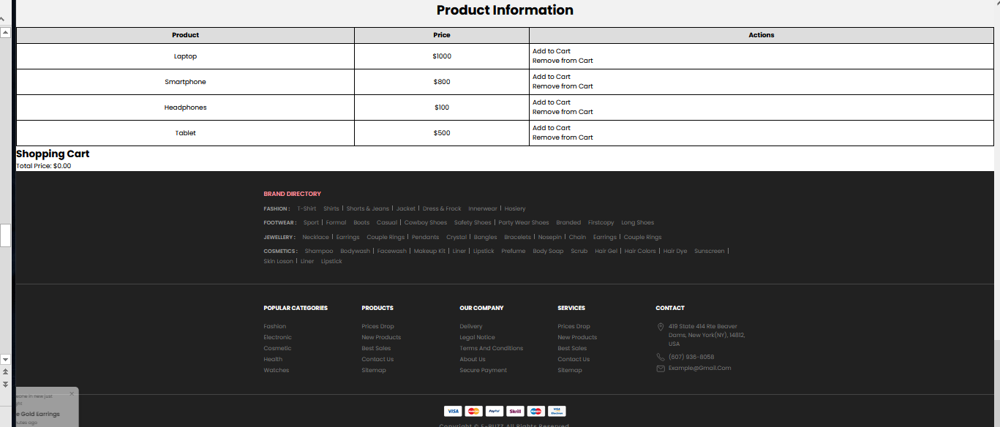 Product Information
Product Price Actions
Laptop $1000 Add to Cart
Remove from Cart
Smartphone $800 Add to Cart
Remove from Cart
Headphones $100 Add to Cart
Remove from Cart
Tablet $500 Add to Cart
Remove from Cart
Shopping Cart
Total Price: $0.00
BRAND DIRECTORY
FASHION : T-Shirt Shirts | Shorts & Jeans | Jacket | Dress & Frock Innerwear | Hosiery
FOOTWEAR : Sport | Formal Boots Casual | Cowboy Shoes Safety Shoes | Party Wear Shoes Branded Firstcopy Long Shoes
JEWELLERY : Necklace | Earrings Couple Rings | Pendants Crystal | Bangles Bracelets | Nosepin | Chain Earrings | Couple Rings
COSMETICS : Shampoo Bodywash | Facewash | Makeup Kit | Liner | Lipstick Prefume Body Soap Scrub Hair Gel | Hair Colors | Hair Dye Sunscreen |
Skin Loson | Liner Lipstick
POPULAR CATEGORIES PRODUCTS OUR COMPANY SERVICES CONTACT
Fashion Prices Drop Delivery Prices Drop 419 State 414 Rte Beaver
Dams, New York(NY), 14812,
USA
Electronic New Products Legal Notice New Products
Cosmetic Best Sales Terms And Conditions Best Sales
Health Contact Us About Us Contact Us (607) 936-8058
Watches Sitemap Secure Payment Sitemap Example@Gmail.Com
eone in new just
ght
e Gold Earrings
utes ago
VISA PayPal Skrill VISA Electron
Copyright © E-BUZZ All Rights Reserved